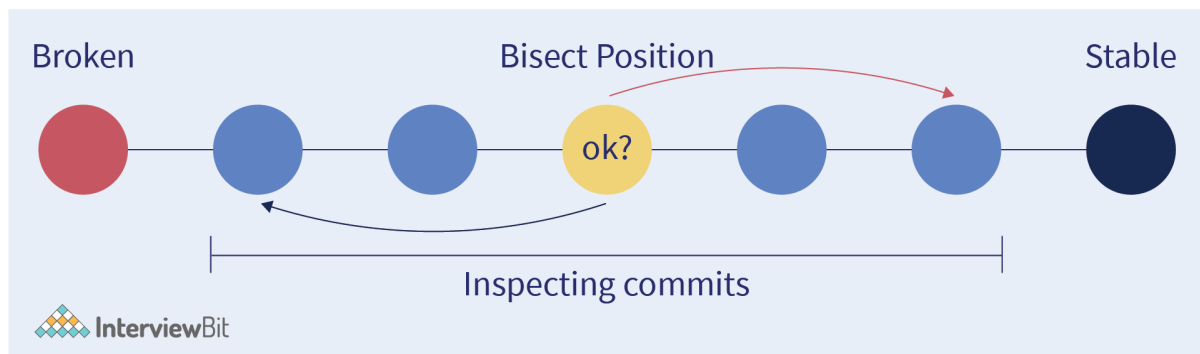 Broken
Bisect Position
Stable
ok?
Inspecting commits
InterviewBit